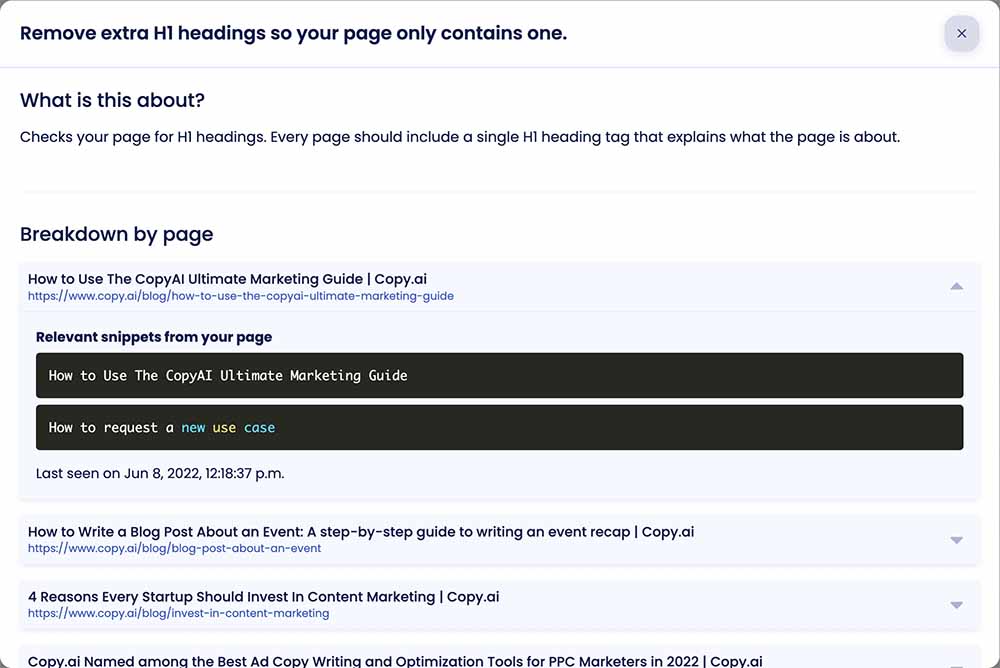 Remove extra H1 headings so your page only contains one.
What is this about?
Checks your page for H1 headings. Every page should include a single H1 heading tag that explains what the page is about.
Breakdown by page
How to Use The CopyAI Ultimate Marketing Guide | Copy.ai
https://www.copy.ai/blog/how-to-use-the-copyai-ultimate-marketing-guide
Relevant snippets from your page
How to Use The CopyAI Ultimate Marketing Guide
How to request a new use case
Last seen on Jun 8, 2022, 12:18:37 p.m.
How to Write a Blog Post About an Event: A step-by-step guide to writing an event recap | Copy.ai
https://www.copy.ai/blog/blog-post-about-an-event
4 Reasons Every Startup Should Invest In Content Marketing | Copy.ai
https://www.copy.ai/blog/invest-in-content-marketing
Copy.ai Named among the Best Ad Copy Writing and Optimization Tools for PPC Marketers in 2022 | Copy.ai